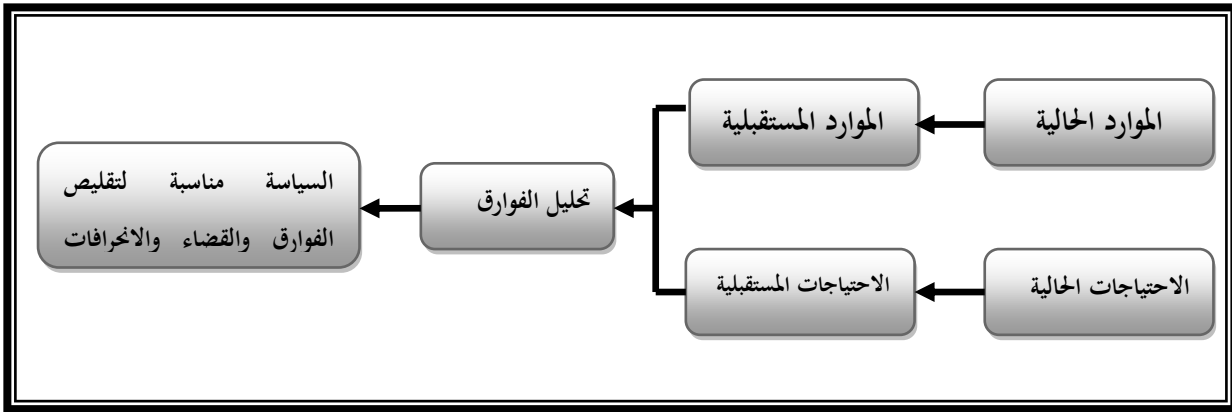 الموارد الحالية
الموارد المستقبلية
الاحتياجات الحالية
الاحتياجات المستقبلية
تحليل الفوارق
السياسة مناسبة لتقليص
الفوارق والقضاء والانحرافات